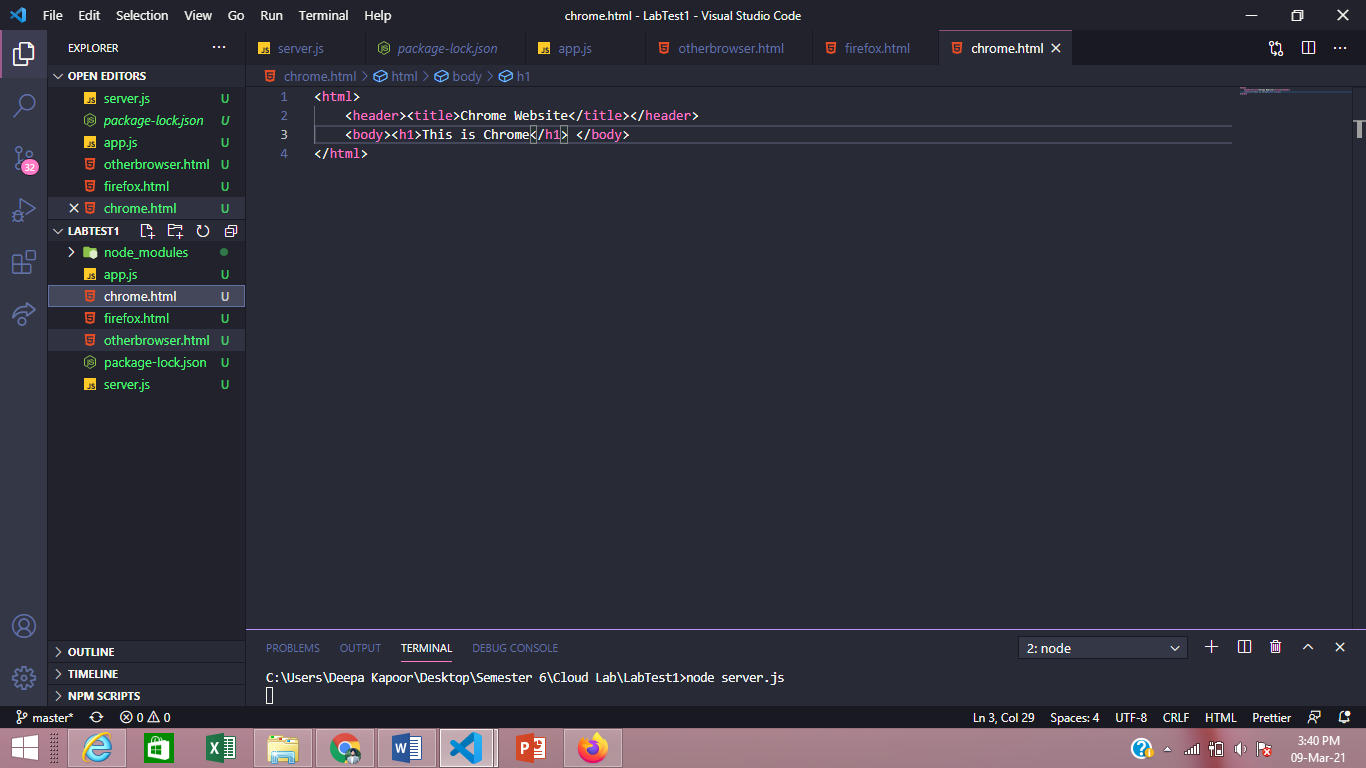 File Edit Selection View Go Run Terminal Help
chrome.html - LabTest1 - Visual Studio Code
EXPLORER
server.js
package-lock.json
app.js
otherbrowser.html
firefox.html
chrome.html
OPEN EDITORS
server.js U
package-lock.json U
app.js U
otherbrowser.html U
firefox.html U
chrome.html U
32
LABTEST1
node_modules
app.js U
chrome.html U
firefox.html U
otherbrowser.html U
package-lock.json U
server.js U
OUTLINE
TIMELINE
NPM SCRIPTS
chrome.html > html > body > h1
1 <html>
2 <header><title>Chrome Website</title></header>
3 <body><h1>This is Chrome</h1> </body>
4 </html>
PROBLEMS OUTPUT TERMINAL DEBUG CONSOLE
2: node
C:\Users\Deepa Kapoor\Desktop\Semester 6\Cloud Lab\LabTest1>node server.js
master* 0 0
Ln 3, Col 29 Spaces: 4 UTF-8 CRLF HTML Prettier
3:40 PM
09-Mar-21